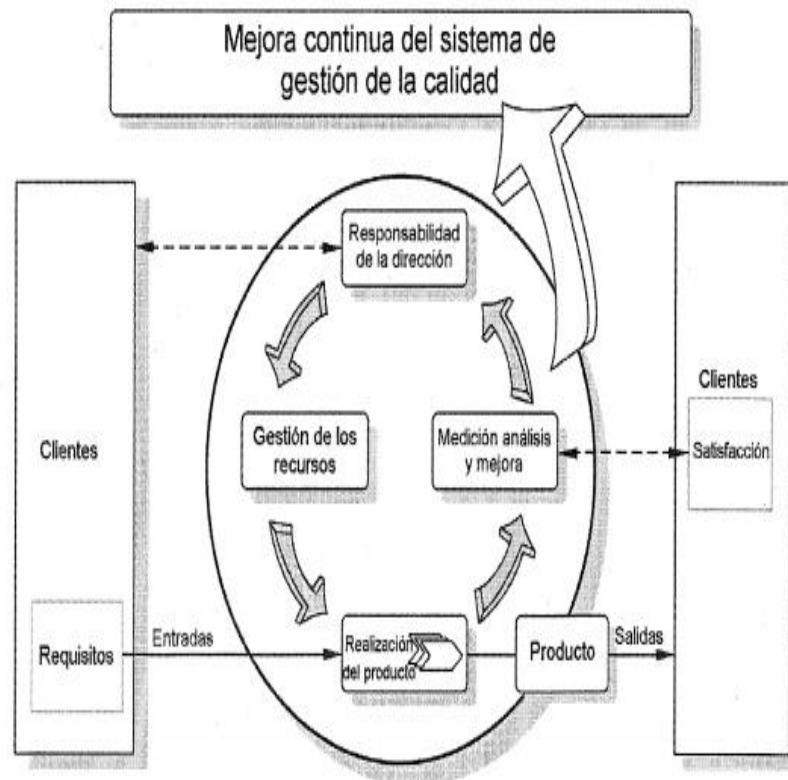 Mejora continua del sistema de
gestión de la calidad
Responsabilidad
de la dirección
Clientes
Gestión de los
recursos
Medición análisis
y mejora
Clientes
Satisfacción
Requisitos
Entradas
Realización
del producto
Producto
Salidas